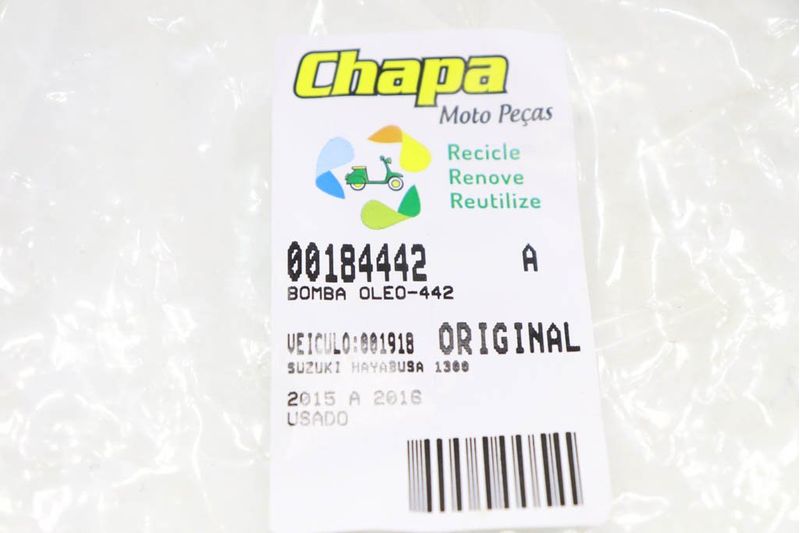 Chapa
Moto Peças
Recicle
Renove
Reutilize
00184442 A
BOMBA OLEO-442
VEICULO:001918 ORIGINAL
SUZUKI HAYABUSA 1300
2015 A 2016
USADO